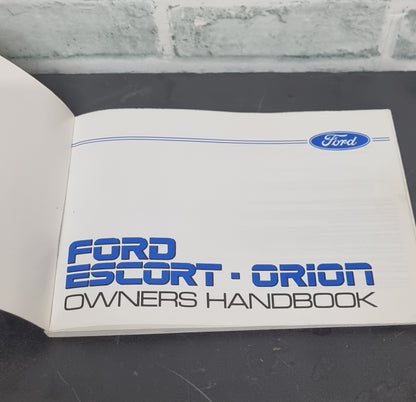 Ford
FORD
ESCORT · ORION
OWNERS HANDBOOK